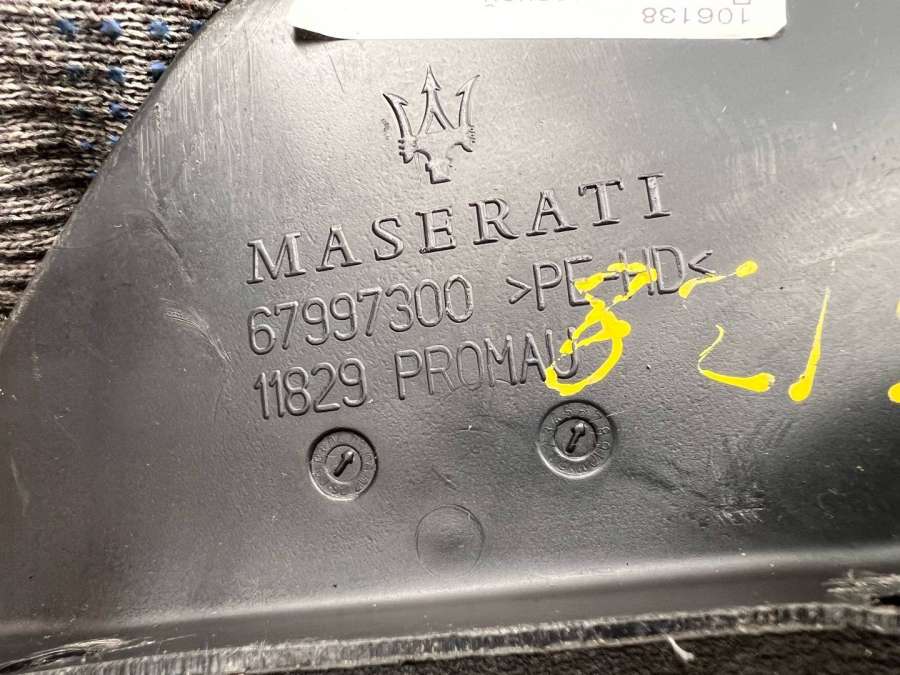 106138
MASERATI
67997300 >PE-HD<
11829 PROMAU